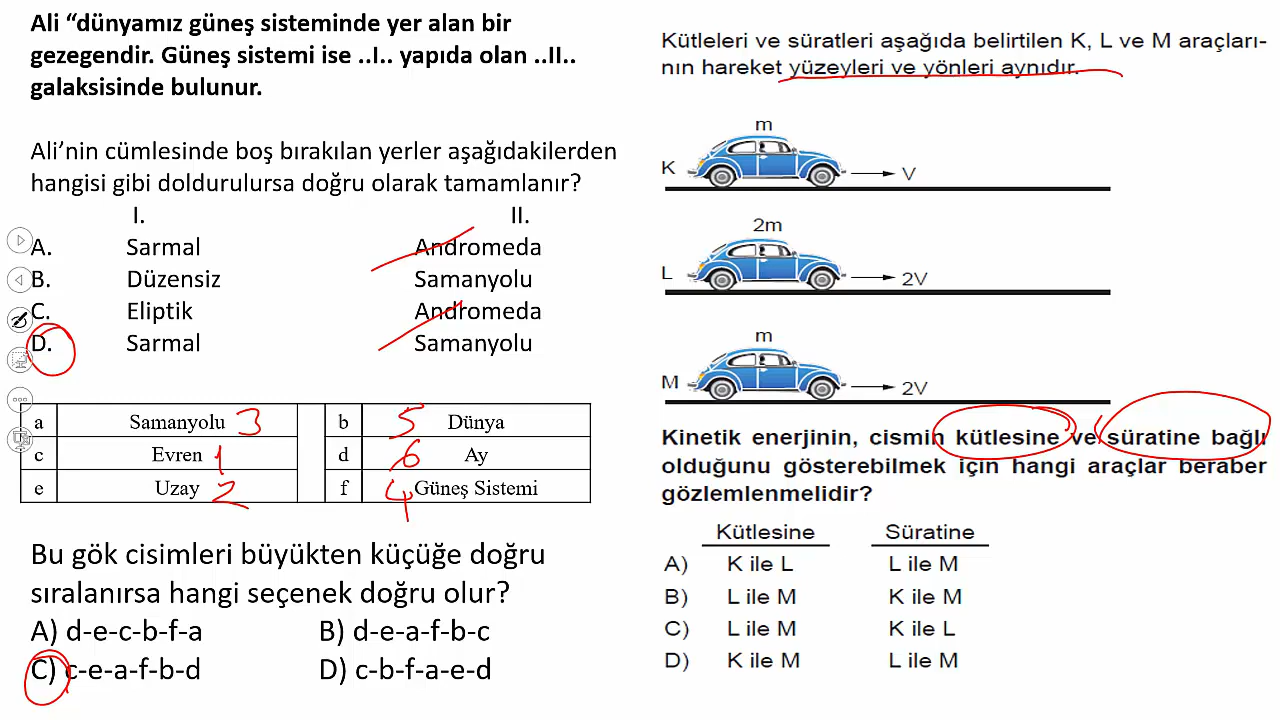 Ali “dünyamız güneş sisteminde yer alan bir
gezegendir. Güneş sistemi ise ..I.. yapıda olan ..II..
galaksisinde bulunur.
Ali’nin cümlesinde boş bırakılan yerler aşağıdakilerden
hangisi gibi doldurulursa doğru olarak tamamlanır?
I. II.
A. Sarmal Andromeda
B. Düzensiz Samanyolu
C. Eliptik Andromeda
D. Sarmal Samanyolu
a Samanyolu 3 b 5 Dünya
c Evren 1 d 6 Ay
e Uzay 2 f 4 Güneş Sistemi
Bu gök cisimleri büyükten küçüğe doğru
sıralanırsa hangi seçenek doğru olur?
A) d-e-c-b-f-a B) d-e-a-f-b-c
C) c-e-a-f-b-d D) c-b-f-a-e-d
Kütleleri ve süratleri aşağıda belirtilen K, L ve M araçları-
nın hareket yüzeyleri ve yönleri aynıdır.
m
K V
2m
L 2V
m
M 2V
Kinetik enerjinin, cismin kütlesine ve süratine bağlı
olduğunu gösterebilmek için hangi araçlar beraber
gözlemlenmelidir?
Kütlesine Süratine
A) K ile L L ile M
B) L ile M K ile M
C) L ile M K ile L
D) K ile M L ile M